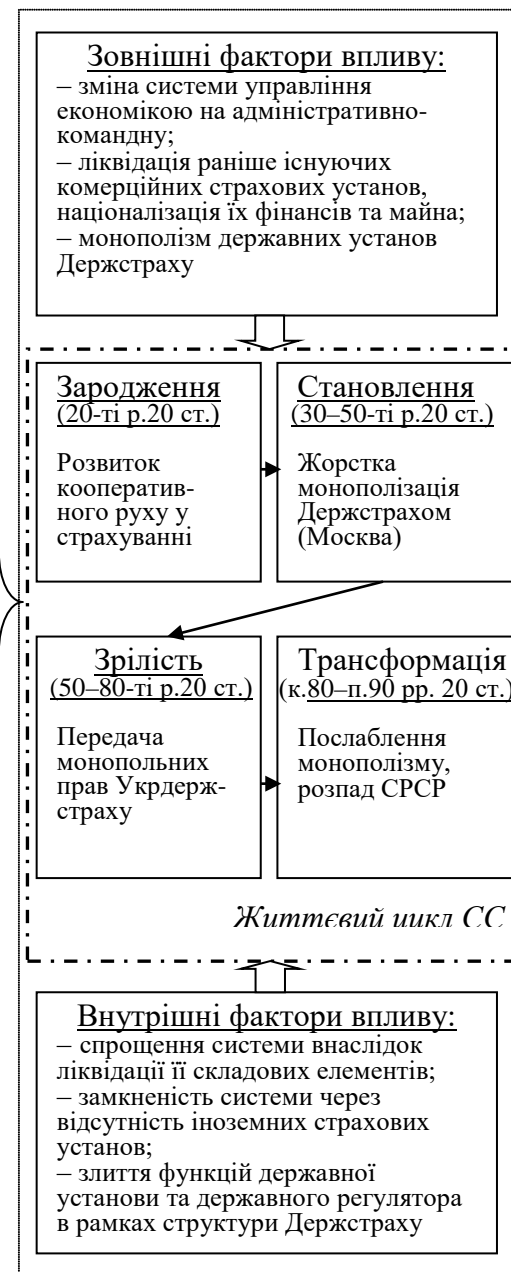 Зовнішні фактори впливу:
– зміна системи управління
економікою на адміністративно-
командну;
– ліквідація раніше існуючих
комерційних страхових установ,
націоналізація їх фінансів та майна;
– монополізм державних установ
Держстраху
Зародження
(20-ті р.20 ст.)
Розвиток
кооператив-
ного руху у
страхуванні
Становлення
(30–50-ті р.20 ст.)
Жорстка
монополізація
Держстрахом
(Москва)
Зрілість
(50–80-ті р.20 ст.)
Передача
монопольних
прав Укрдерж-
страху
Трансформація
(к.80–п.90 рр. 20 ст.)
Послаблення
монополізму,
розпад СРСР
Життєвий цикл СС
Внутрішні фактори впливу:
– спрощення системи внаслідок
ліквідації її складових елементів;
– замкненість системи через
відсутність іноземних страхових
установ;
– злиття функцій державної
установи та державного регулятора
в рамках структури Держстраху